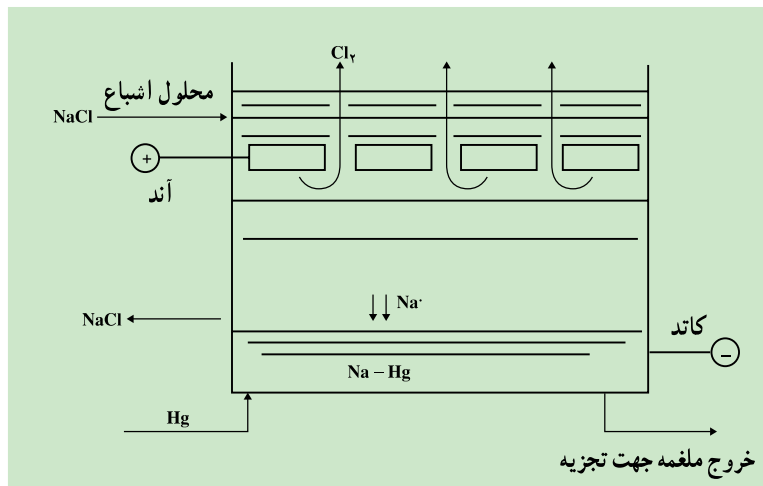 Cl₂
محلول اشباع
NaCl
+
آند
Na·
NaCl
کاتد
−
Na – Hg
Hg
خروج ملغمه جهت تجزیه